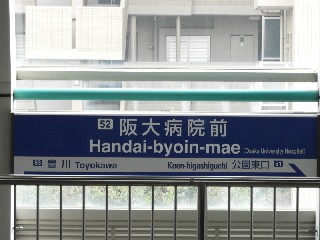 52 阪大病院前
Handai-byoin-mae (Osaka University Hospital)
53 豊川 Toyokawa Koen-higashiguchi 公園東口 51